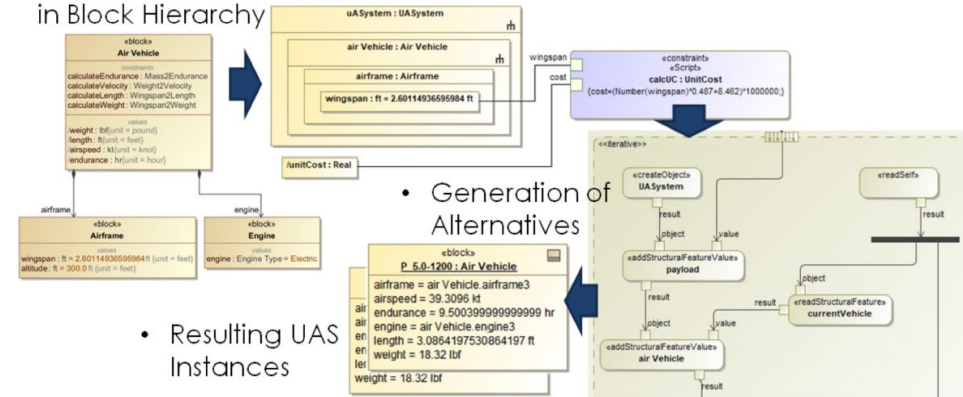 in Block Hierarchy
«block»
Air Vehicle
constraints
calculateEndurance : Mass2Endurance
calculateVelocity : Weight2Velocity
calculateLength : Wingspan2Length
calculateWeight : Wingspan2Weight
values
/weight : lbf{unit = pound}
/length : ft{unit = feet}
/airspeed : kt{unit = knot}
/endurance : hr{unit = hour}
airframe
engine
«block»
Airframe
values
wingspan : ft = 2.60114936595984ft {unit = feet}
altitude : ft = 300.0 ft {unit = feet}
«block»
Engine
values
engine : Engine Type = Electric
uASystem : UASystem
air Vehicle : Air Vehicle
airframe : Airframe
wingspan : ft = 2.60114936595984 ft
/unitCost : Real
wingspan
cost
«constraint»
«Script»
calcUC : UnitCost
{cost=(Number(wingspan)*0.487+8.462)*1000000;}
• Generation of
Alternatives
<<iterative>>
«createObject»
UASystem
result
object
value
«addStructuralFeatureValue»
payload
result
object
value
«addStructuralFeatureValue»
air Vehicle
result
«readSelf»
result
object
result
«readStructuralFeature»
currentVehicle
• Resulting UAS
Instances
«block»
P_5.0-1200 : Air Vehicle
airframe = air Vehicle.airframe3
airspeed = 39.3096 kt
endurance = 9.500399999999999 hr
engine = air Vehicle.engine3
length = 3.0864197530864197 ft
weight = 18.32 lbf
air
air
en
en
len
weight = 18.32 lbf